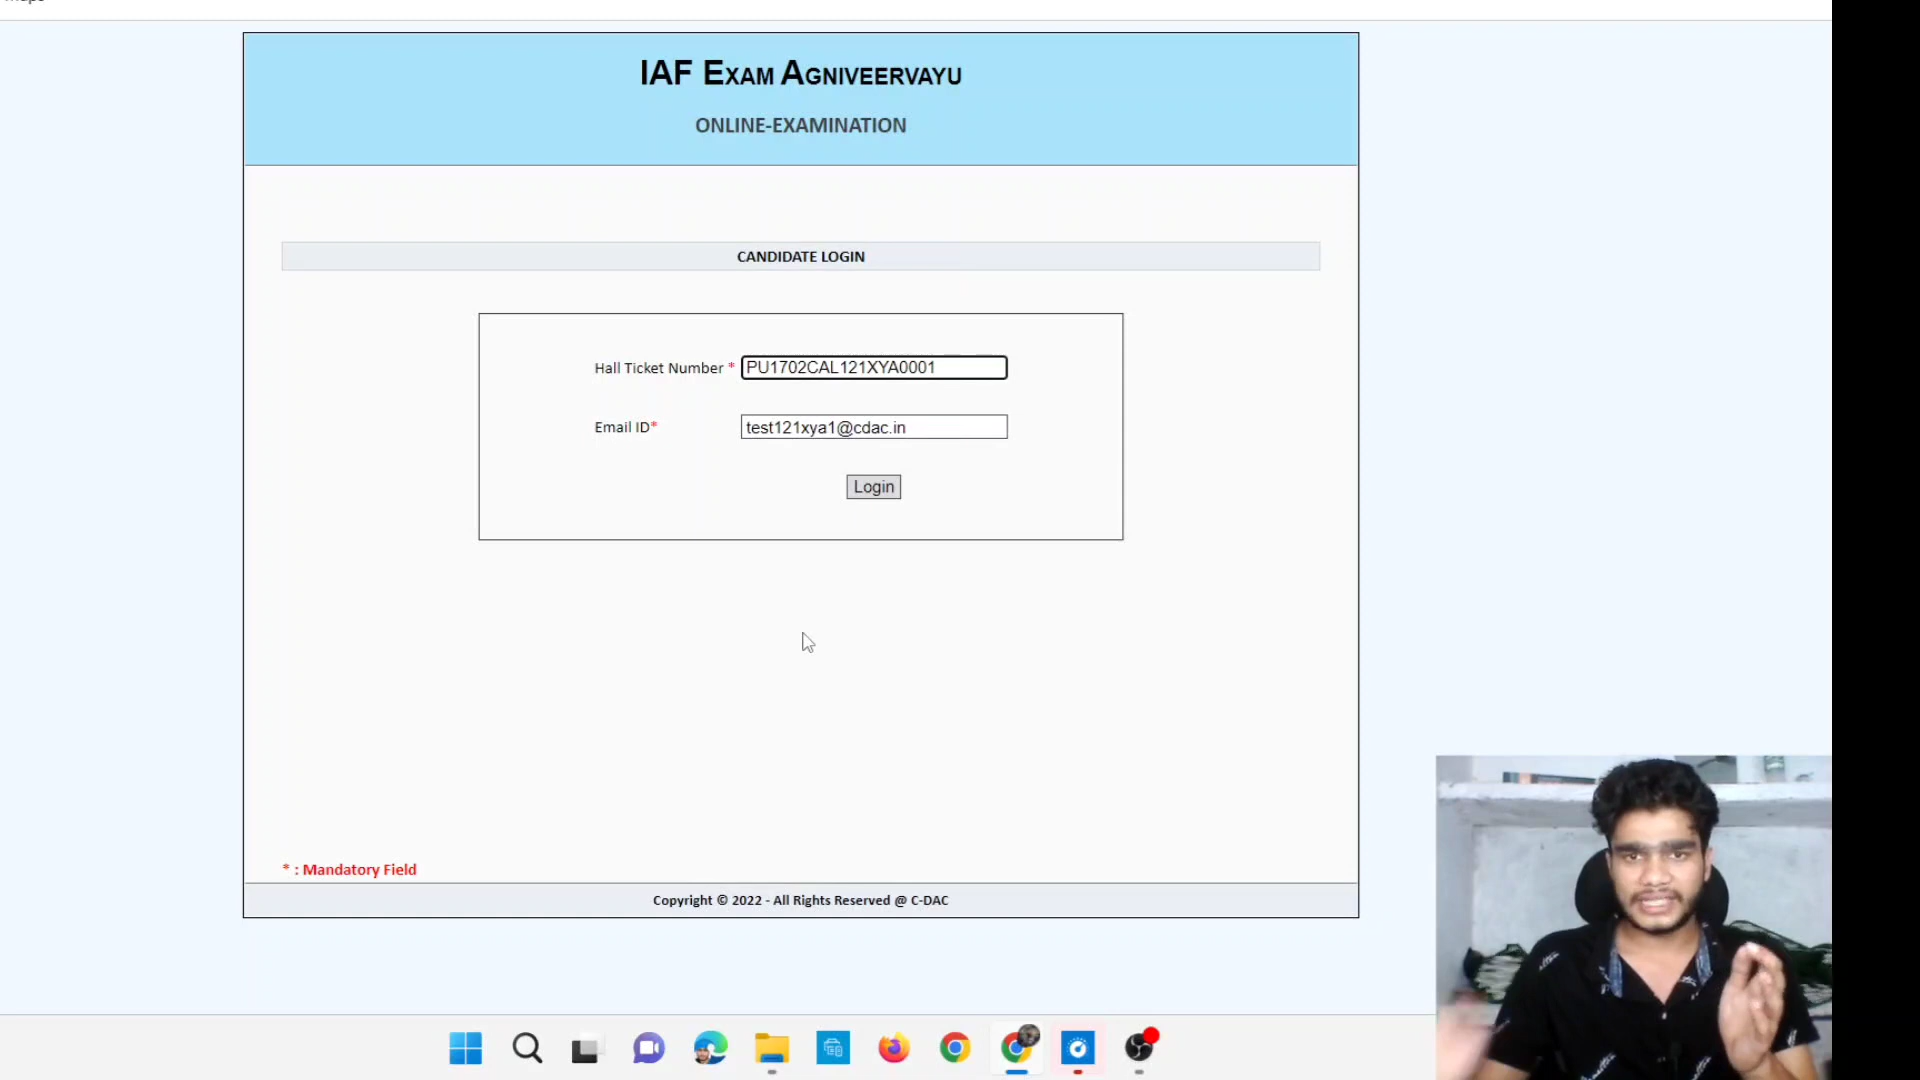 IAF EXAM AGNIVEERVAYU
ONLINE-EXAMINATION
CANDIDATE LOGIN
Hall Ticket Number * PU1702CAL121XYA0001
Email ID* test121xya1@cdac.in
Login
* : Mandatory Field
Copyright © 2022 - All Rights Reserved @ C-DAC